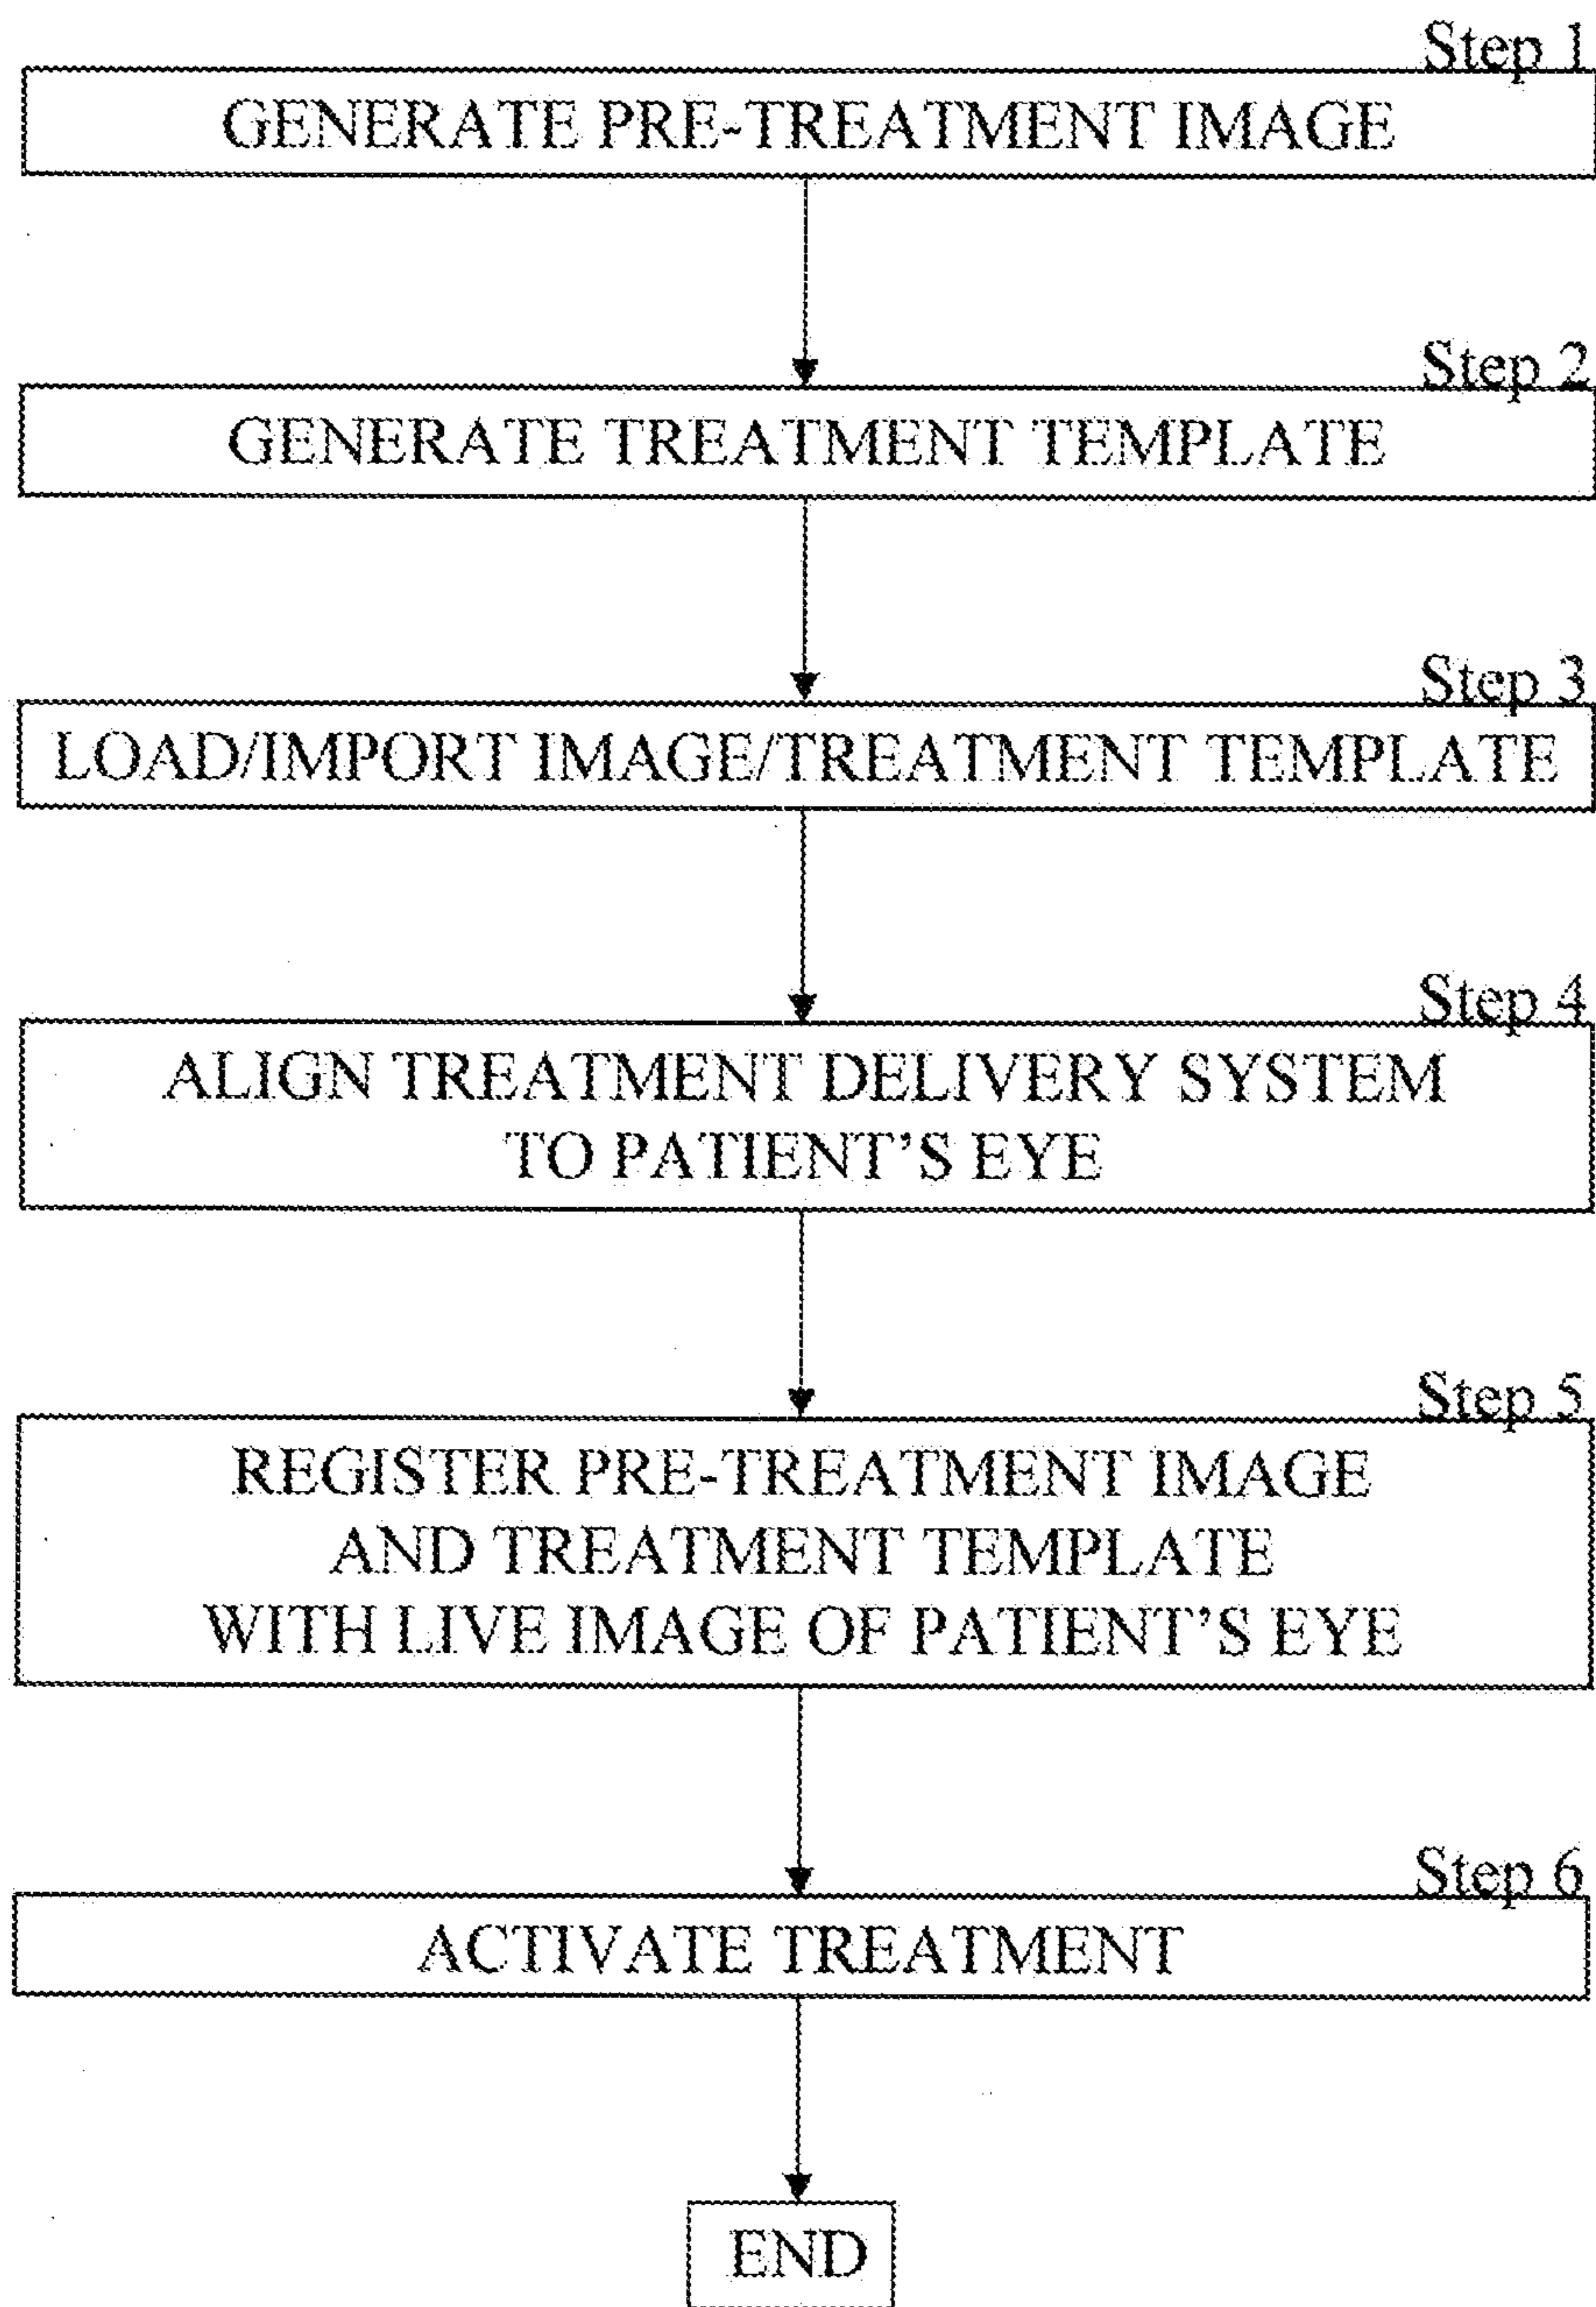 Step 1
GENERATE PRE-TREATMENT IMAGE
Step 2
GENERATE TREATMENT TEMPLATE
Step 3
LOAD/IMPORT IMAGE/TREATMENT TEMPLATE
Step 4
ALIGN TREATMENT DELIVERY SYSTEM
TO PATIENT'S EYE
Step 5
REGISTER PRE-TREATMENT IMAGE
AND TREATMENT TEMPLATE
WITH LIVE IMAGE OF PATIENT'S EYE
Step 6
ACTIVATE TREATMENT
END